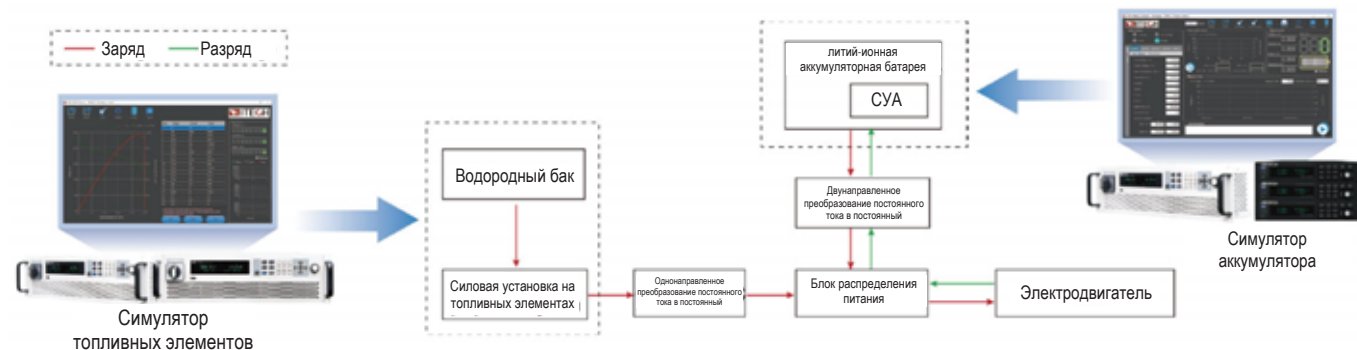 Заряд
Разряд
ITECH
Симулятор
топливных элементов
Водородный бак
Силовая установка на
топливных элементах
Однонаправленное
преобразование постоянного
тока в постоянный
литий-ионная
аккумуляторная батарея
СУА
Двунаправленное
преобразование постоянного
тока в постоянный
Блок распределения
питания
Электродвигатель
Симулятор
аккумулятора